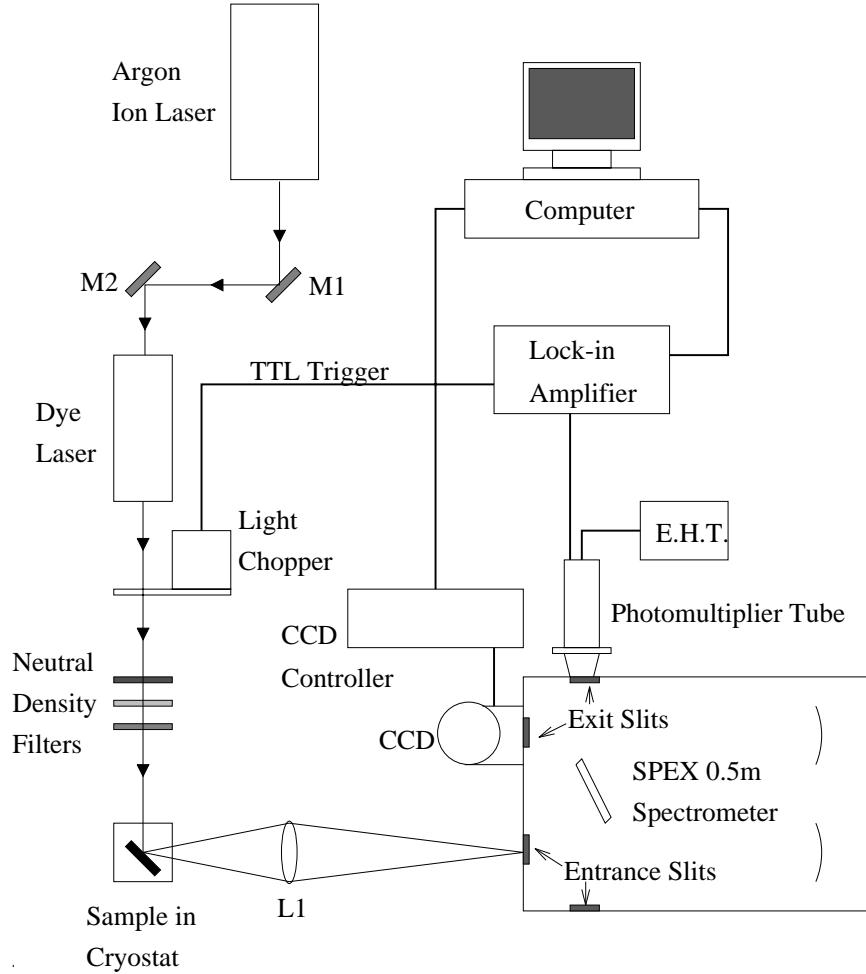 Argon
Ion Laser
Computer
M2
M1
Lock-in
Amplifier
TTL Trigger
Dye
Laser
Light
Chopper
E.H.T.
Photomultiplier Tube
CCD
Controller
Neutral
Density
Filters
CCD
Exit Slits
SPEX 0.5m
Spectrometer
Entrance Slits
L1
Sample in
Cryostat